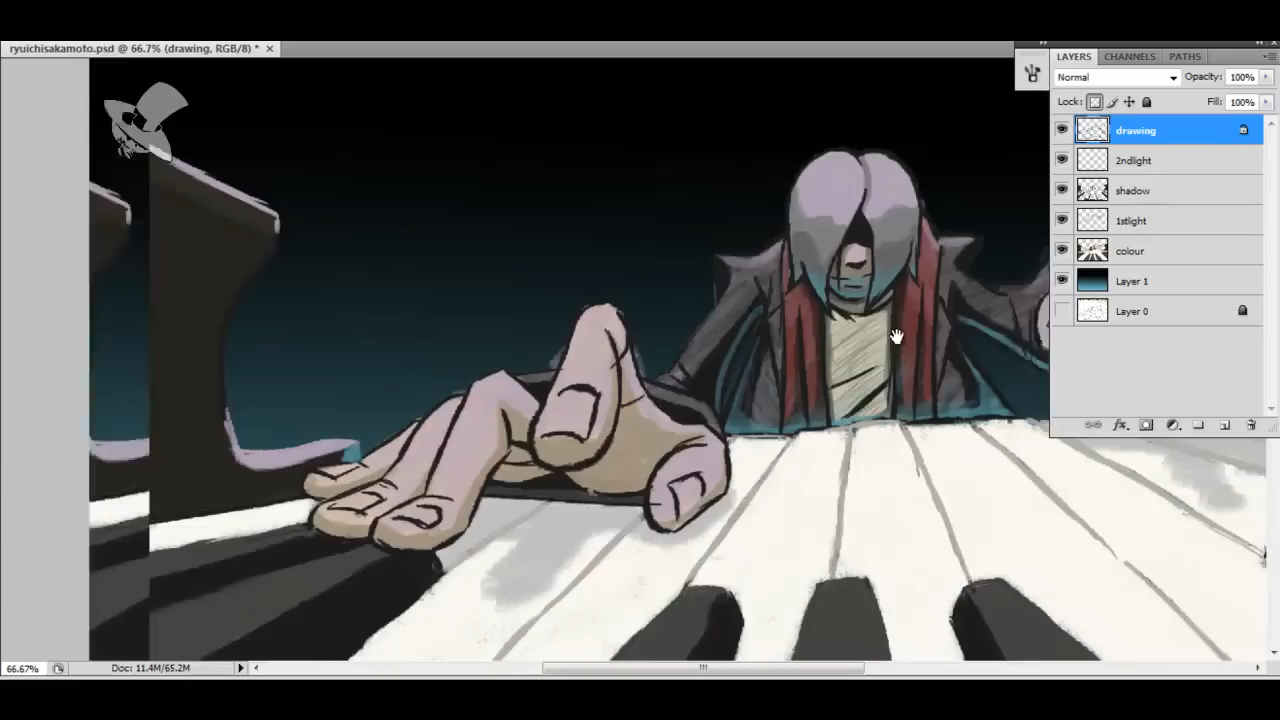 ryuichisakamoto.psd @ 66.7% (drawing, RGB/8) * ×
LAYERS CHANNELS PATHS
Normal Opacity: 100%
Lock: Fill: 100%
drawing
2ndlight
shadow
1stlight
colour
Layer 1
Layer 0
fx.
66.67% Doc: 11.4M/65.2M